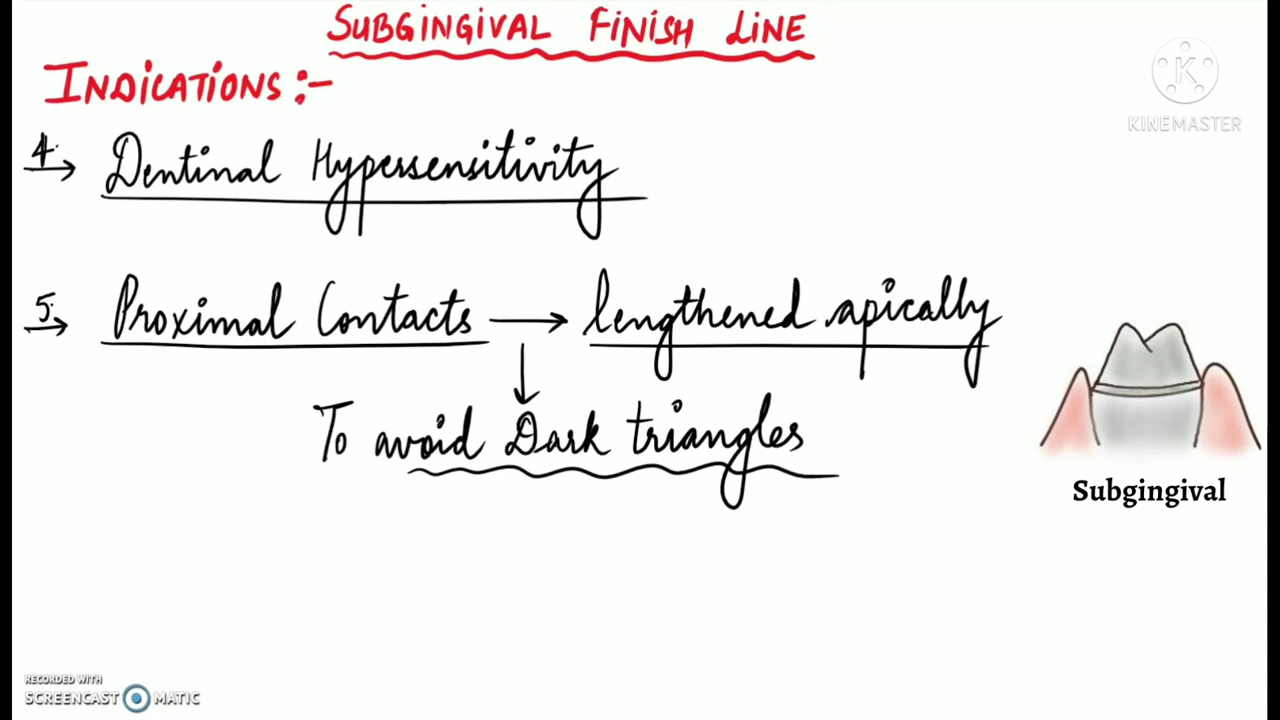 SUBGINGIVAL FINISH LINE
INDICATIONS :-
K
KINEMASTER
4. → Dentinal Hypersensitivity
5. → Proximal Contacts → lengthened apically
↓
To avoid Dark triangles
Subgingival
RECORDED WITH
SCREENCAST MATIC